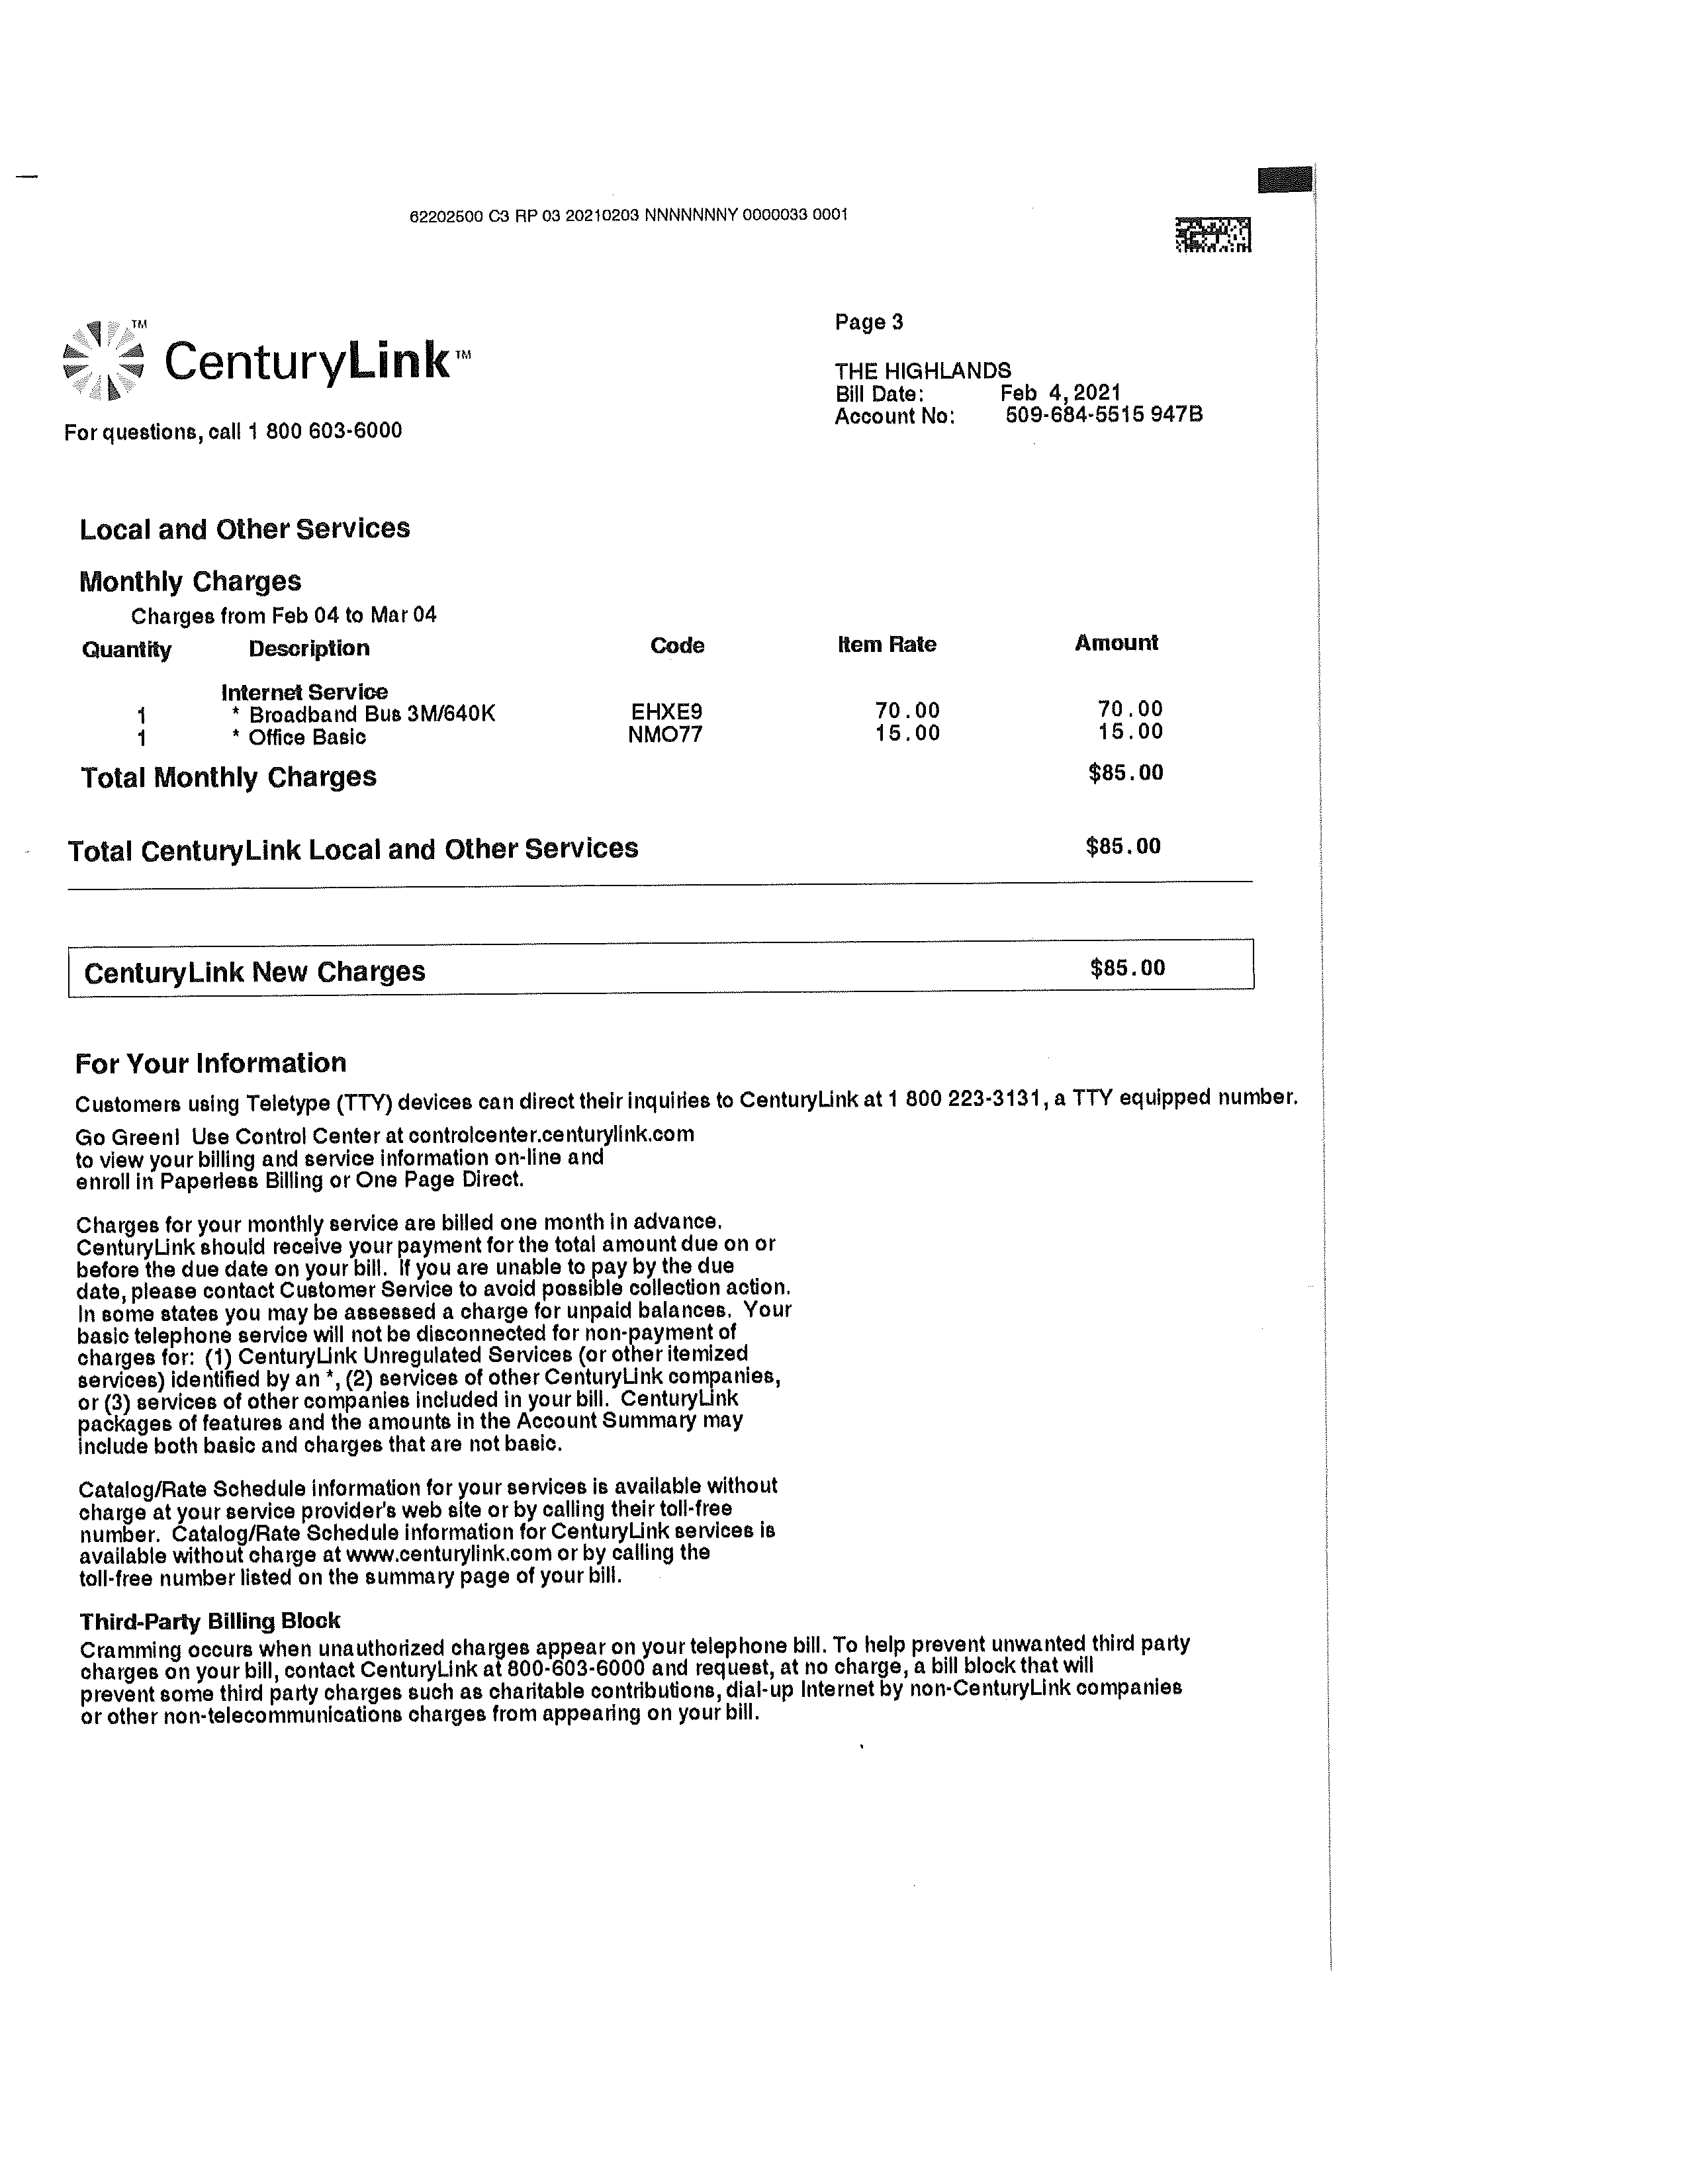 62202500 C3 RP 03 20210203 NNNNNNNY 0000033 0001
CenturyLink™
For questions, call 1 800 603-6000
Page 3
THE HIGHLANDS
Bill Date: Feb 4, 2021
Account No: 509-684-5515 947B
Local and Other Services
Monthly Charges
Charges from Feb 04 to Mar 04
Quantity Description Code Item Rate Amount
Internet Service
1 * Broadband Bus 3M/640K EHXE9 70.00 70.00
1 * Office Basic NMO77 15.00 15.00
Total Monthly Charges $85.00
Total CenturyLink Local and Other Services $85.00
CenturyLink New Charges $85.00
For Your Information
Customers using Teletype (TTY) devices can direct their inquiries to CenturyLink at 1 800 223-3131, a TTY equipped number.
Go Green! Use Control Center at controlcenter.centurylink.com
to view your billing and service information on-line and
enroll in Paperless Billing or One Page Direct.
Charges for your monthly service are billed one month in advance.
CenturyLink should receive your payment for the total amount due on or
before the due date on your bill. If you are unable to pay by the due
date, please contact Customer Service to avoid possible collection action.
In some states you may be assessed a charge for unpaid balances. Your
basic telephone service will not be disconnected for non-payment of
charges for: (1) CenturyLink Unregulated Services (or other itemized
services) identified by an *, (2) services of other CenturyLink companies,
or (3) services of other companies included in your bill. CenturyLink
packages of features and the amounts in the Account Summary may
include both basic and charges that are not basic.
Catalog/Rate Schedule information for your services is available without
charge at your service provider's web site or by calling their toll-free
number. Catalog/Rate Schedule information for CenturyLink services is
available without charge at www.centurylink.com or by calling the
toll-free number listed on the summary page of your bill.
Third-Party Billing Block
Cramming occurs when unauthorized charges appear on your telephone bill. To help prevent unwanted third party
charges on your bill, contact CenturyLink at 800-603-6000 and request, at no charge, a bill block that will
prevent some third party charges such as charitable contributions, dial-up Internet by non-CenturyLink companies
or other non-telecommunications charges from appearing on your bill.